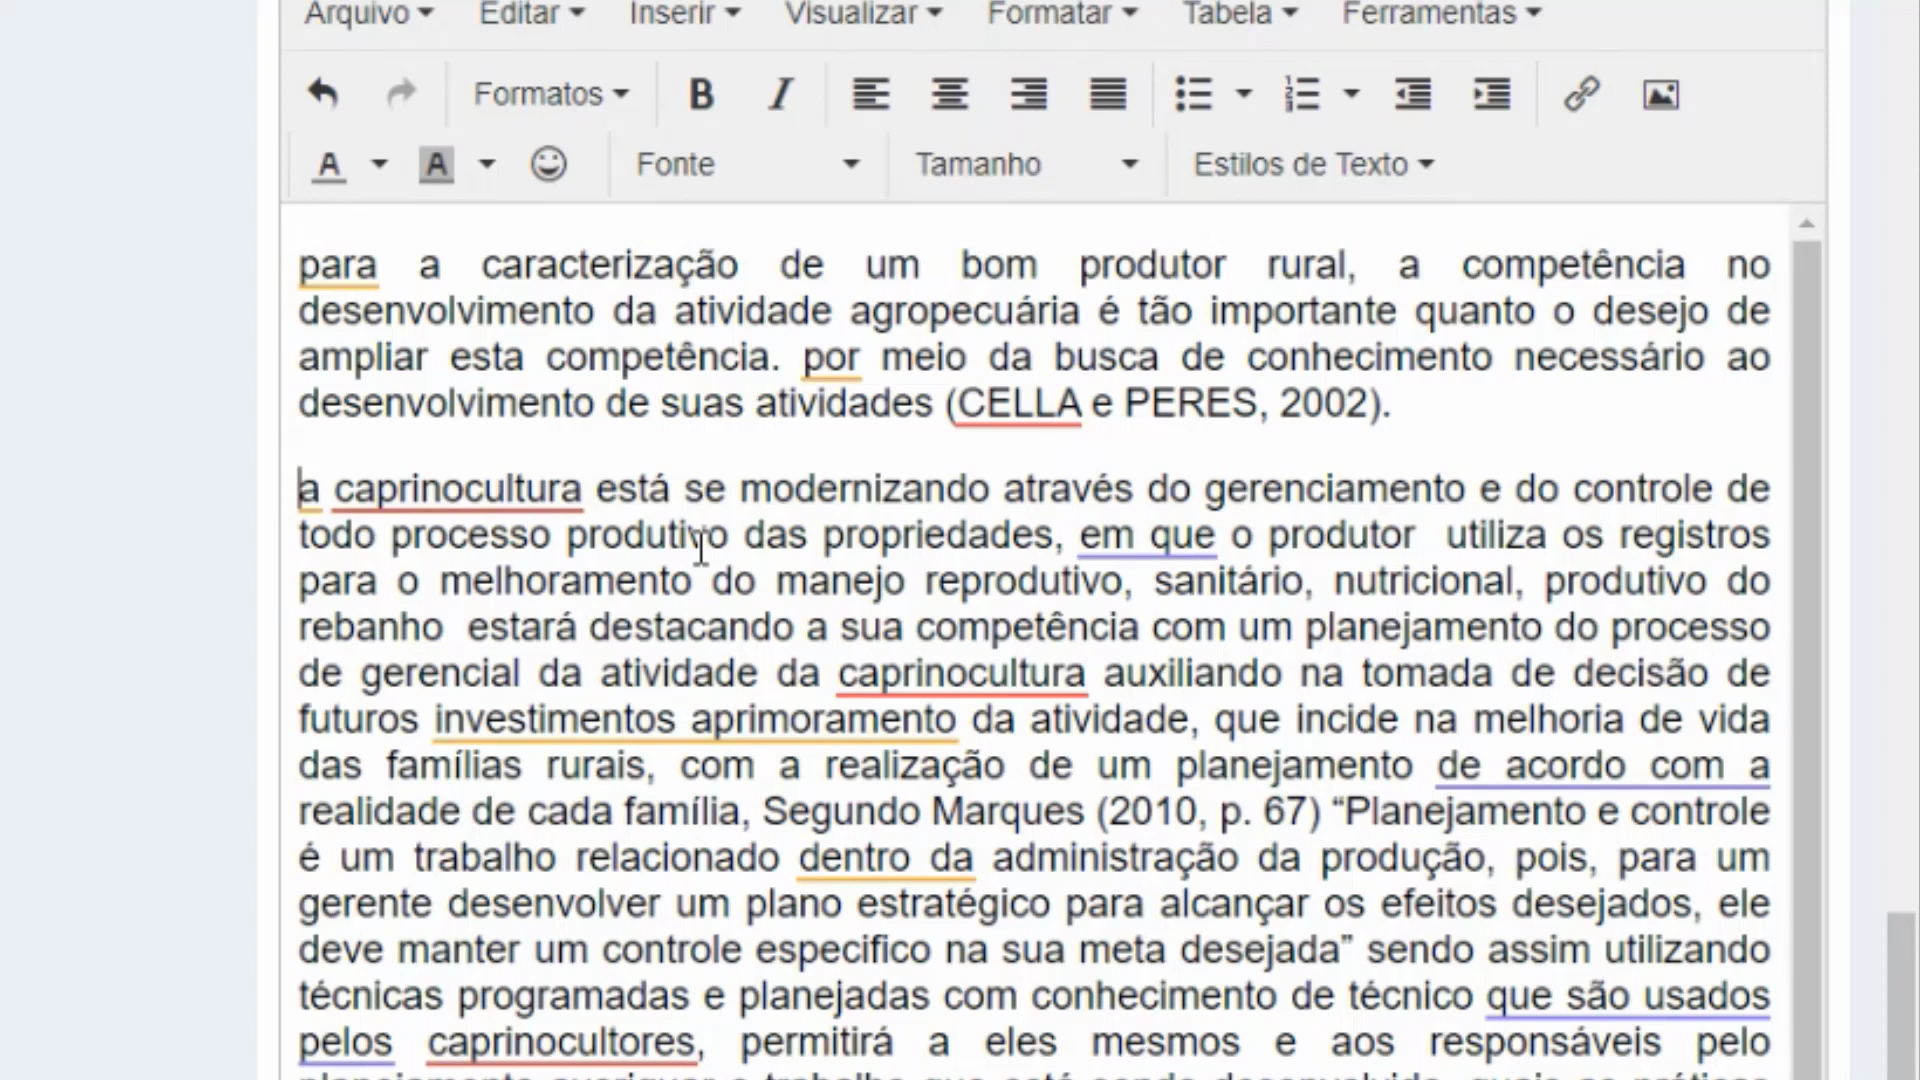 Arquivo Editar Inserir Visualizar Formatar Tabela Ferramentas
Formatos B I
A A Fonte Tamanho Estilos de Texto
para a caracterização de um bom produtor rural, a competência no
desenvolvimento da atividade agropecuária é tão importante quanto o desejo de
ampliar esta competência. por meio da busca de conhecimento necessário ao
desenvolvimento de suas atividades (CELLA e PERES, 2002).
a caprinocultura está se modernizando através do gerenciamento e do controle de
todo processo produtivo das propriedades, em que o produtor utiliza os registros
para o melhoramento do manejo reprodutivo, sanitário, nutricional, produtivo do
rebanho estará destacando a sua competência com um planejamento do processo
de gerencial da atividade da caprinocultura auxiliando na tomada de decisão de
futuros investimentos aprimoramento da atividade, que incide na melhoria de vida
das famílias rurais, com a realização de um planejamento de acordo com a
realidade de cada família, Segundo Marques (2010, p. 67) “Planejamento e controle
é um trabalho relacionado dentro da administração da produção, pois, para um
gerente desenvolver um plano estratégico para alcançar os efeitos desejados, ele
deve manter um controle especifico na sua meta desejada” sendo assim utilizando
técnicas programadas e planejadas com conhecimento de técnico que são usados
pelos caprinocultores, permitirá a eles mesmos e aos responsáveis pelo